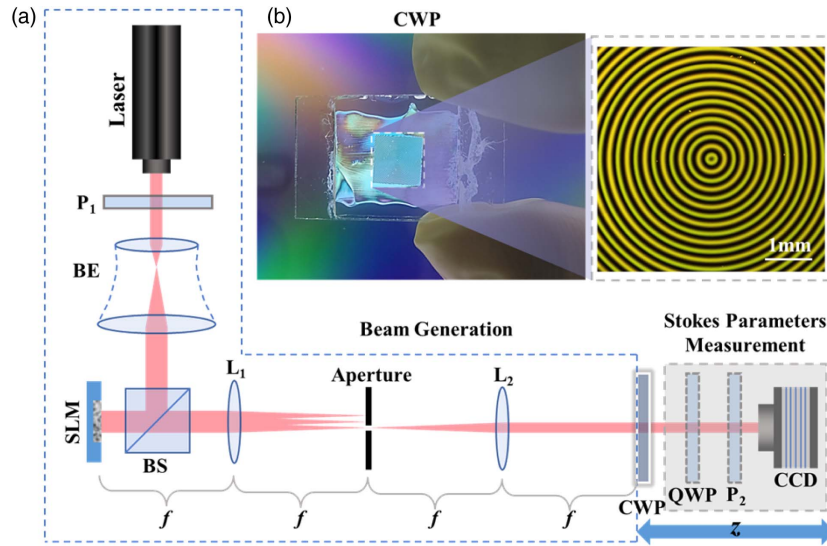 (a)
(b)
CWP
Laser
P1
BE
1mm
Beam Generation
Stokes Parameters
Measurement
L1
Aperture
L2
SLM
BS
CCD
QWP
P2
CWP
f
f
f
f
z